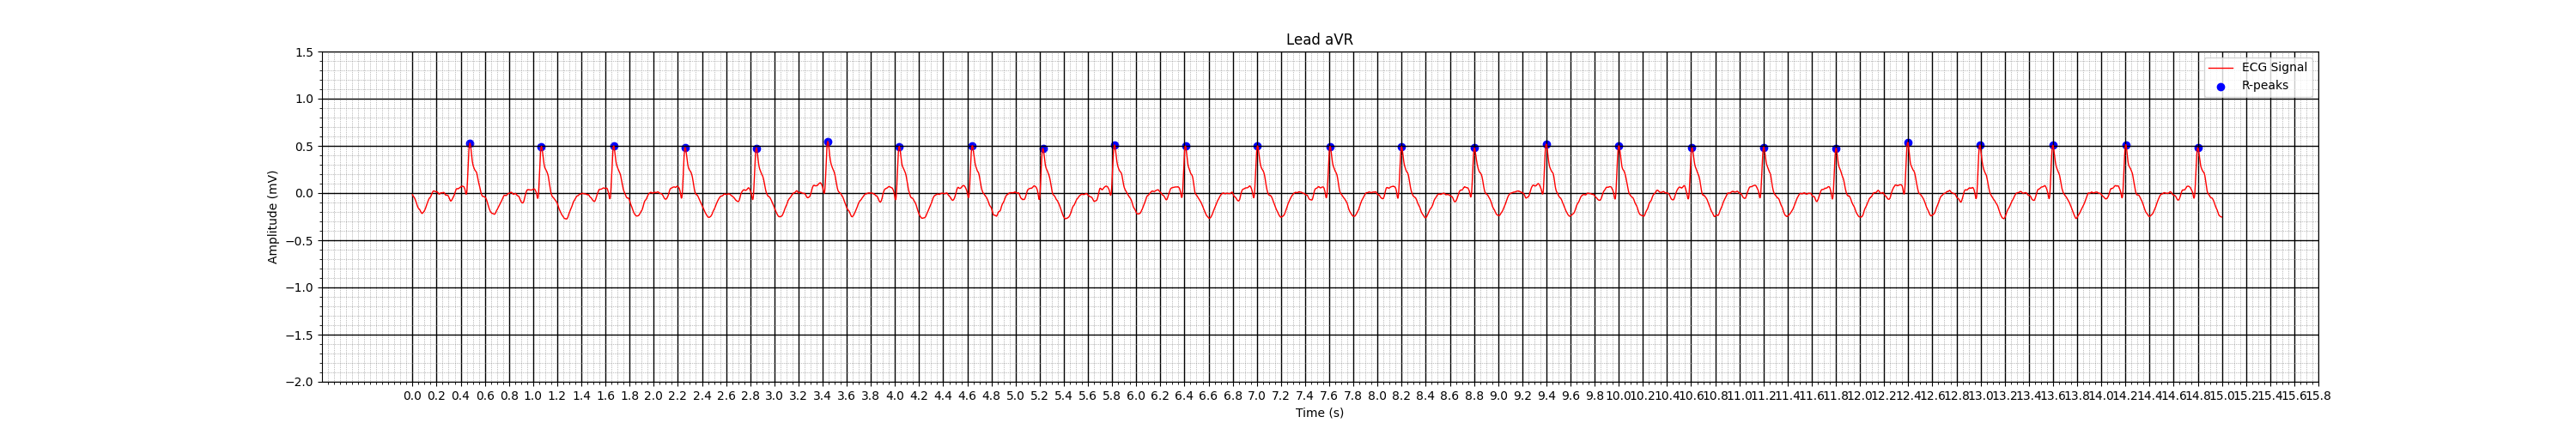 Lead aVR
ECG Signal
R-peaks
1.5
1.0
0.5
0.0
−0.5
−1.0
−1.5
−2.0
Amplitude (mV)
0.0 0.2 0.4 0.6 0.8 1.0 1.2 1.4 1.6 1.8 2.0 2.2 2.4 2.6 2.8 3.0 3.2 3.4 3.6 3.8 4.0 4.2 4.4 4.6 4.8 5.0 5.2 5.4 5.6 5.8 6.0 6.2 6.4 6.6 6.8 7.0 7.2 7.4 7.6 7.8 8.0 8.2 8.4 8.6 8.8 9.0 9.2 9.4 9.6 9.8 10.0 10.2 10.4 10.6 10.8 11.0 11.2 11.4 11.6 11.8 12.0 12.2 12.4 12.6 12.8 13.0 13.2 13.4 13.6 13.8 14.0 14.2 14.4 14.6 14.8 15.0 15.2 15.4 15.6 15.8
Time (s)